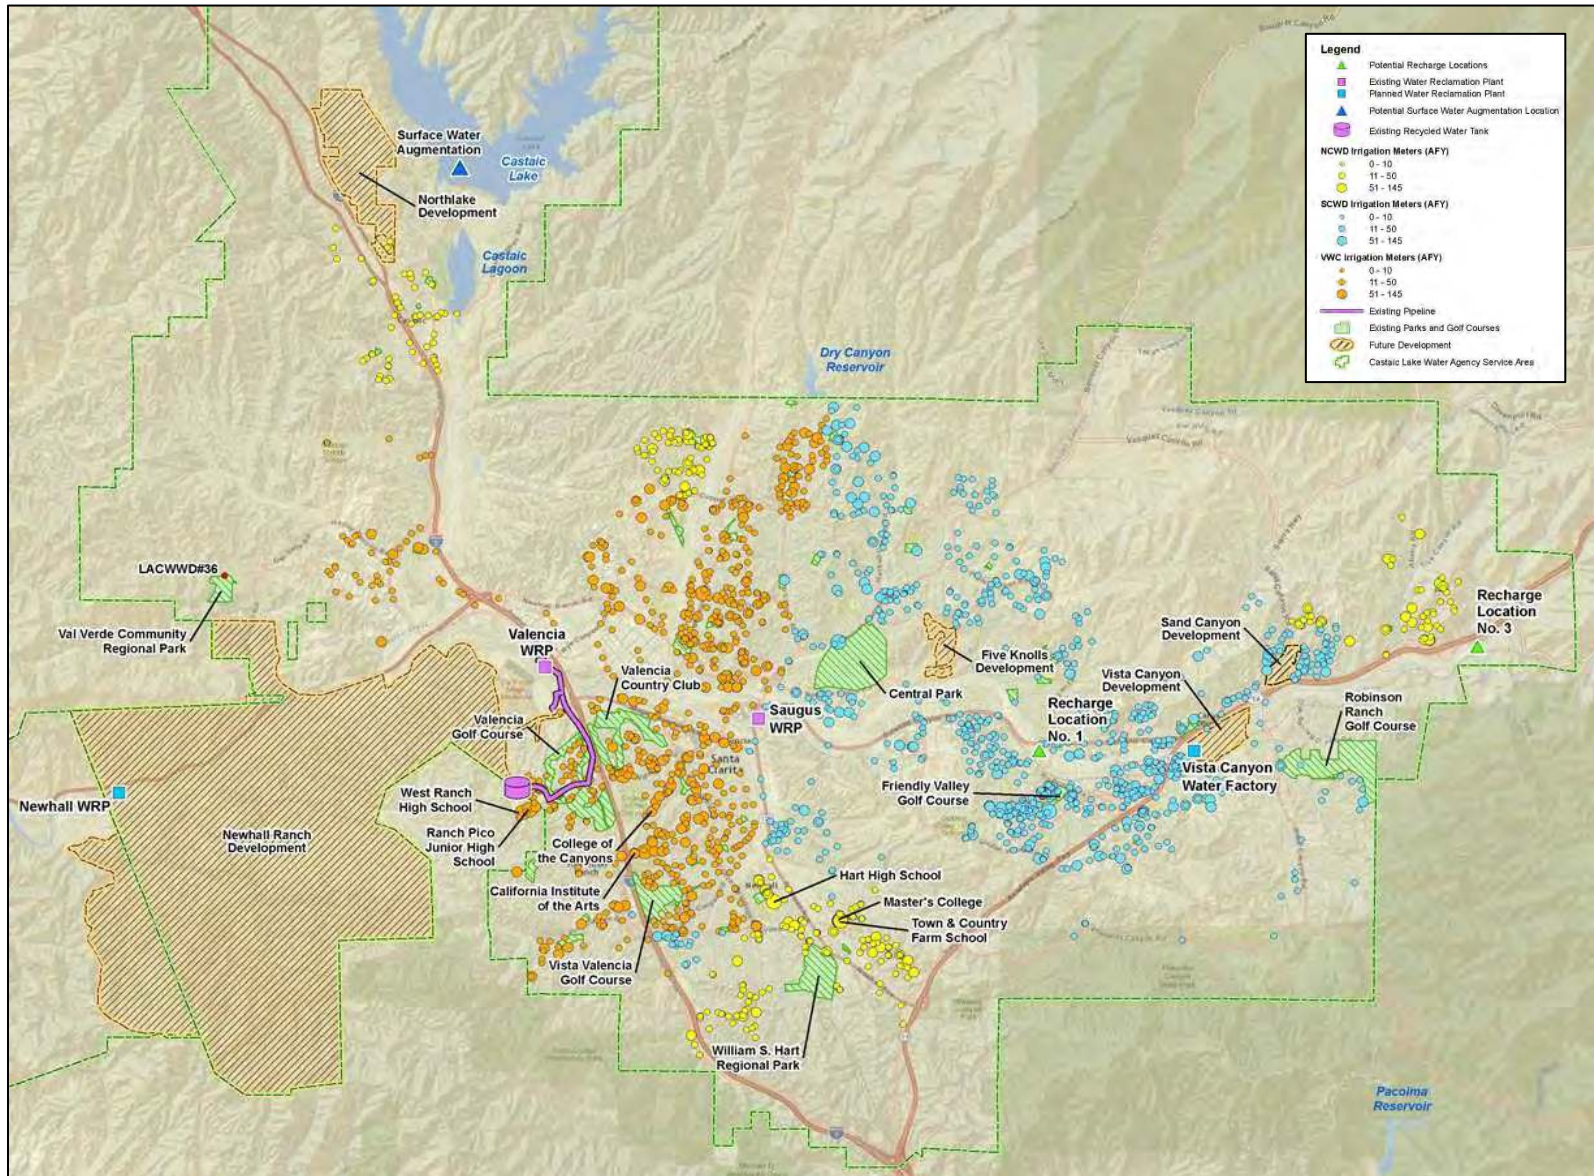 Legend
Potential Recharge Locations
Existing Water Reclamation Plant
Planned Water Reclamation Plant
Potential Surface Water Augmentation Location
Existing Recycled Water Tank
NCWD Irrigation Meters (AFY)
0 - 10
11 - 50
51 - 145
SCWD Irrigation Meters (AFY)
0 - 10
11 - 50
51 - 145
VWC Irrigation Meters (AFY)
0 - 10
11 - 50
51 - 145
Existing Pipeline
Existing Parks and Golf Courses
Future Development
Castaic Lake Water Agency Service Area
Surface Water
Augmentation
Castaic
Lake
Northlake
Development
Castaic
Lagoon
Dry Canyon
Reservoir
Vasquez Canyon Rd
LACWWD#36
Val Verde Community
Regional Park
Valencia
WRP
Valencia
Country Club
Valencia
Golf Course
Saugus
WRP
Central Park
Five Knolls
Development
Sand Canyon
Development
Vista Canyon
Development
Recharge
Location
No. 3
Recharge
Location
No. 1
Robinson
Ranch
Golf Course
Vista Canyon
Water Factory
Friendly Valley
Golf Course
Santa
Clarita
Newhall WRP
Newhall Ranch
Development
West Ranch
High School
Ranch Pico
Junior High
School
College of
the Canyons
California Institute
of the Arts
Hart High School
Master's College
Town & Country
Farm School
Vista Valencia
Golf Course
William S. Hart
Regional Park
Pacoima
Reservoir